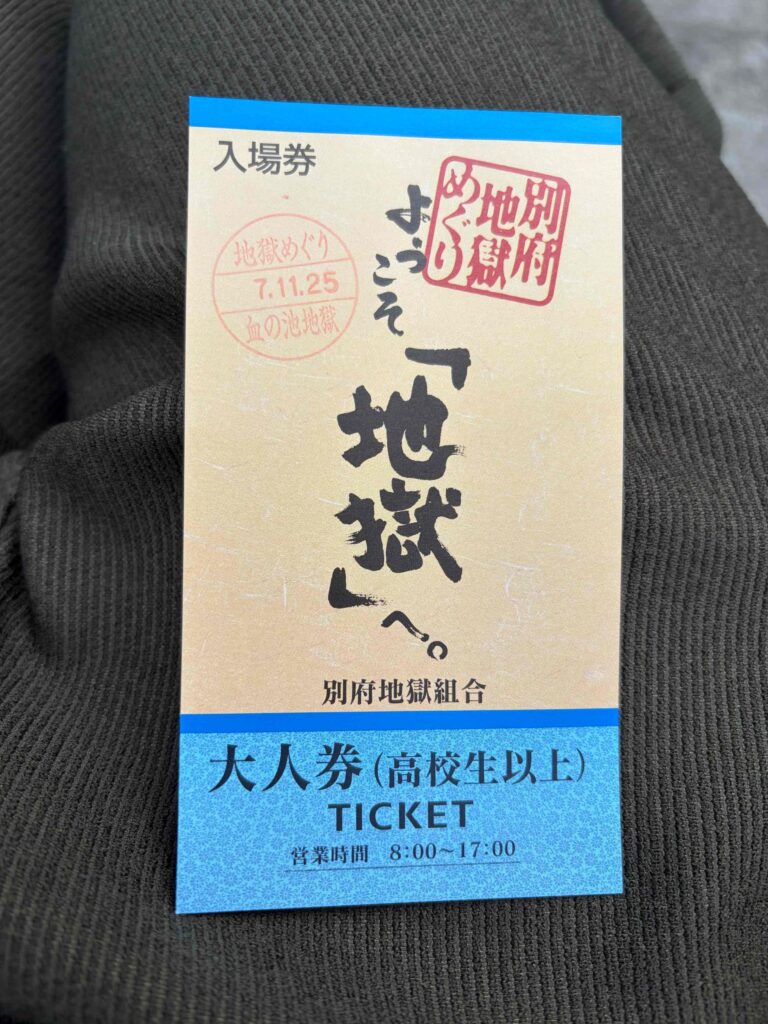 入場券
別府
地獄
めぐり
地獄めぐり
7.11.25
血の池地獄
ようこそ
「地獄」へ。
別府地獄組合
大人券(高校生以上)
TICKET
営業時間 8:00~17:00